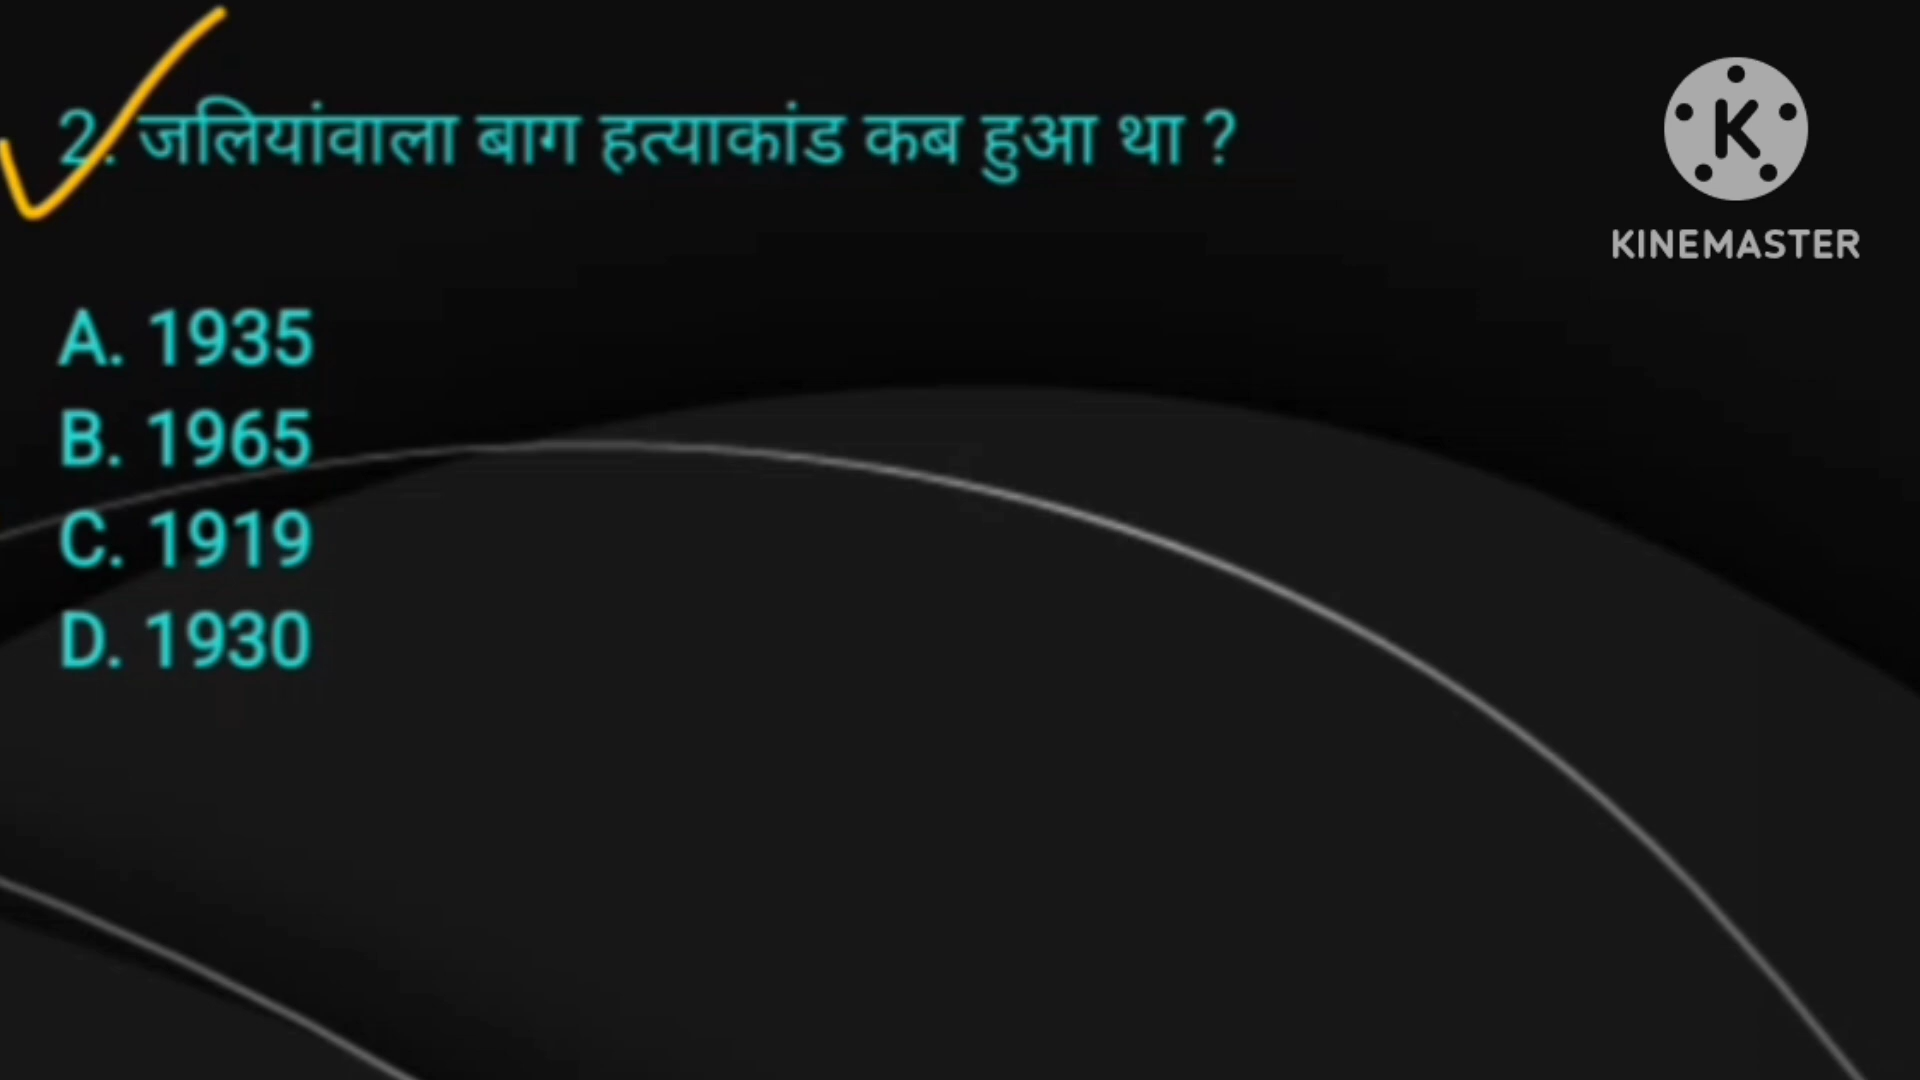 2. जलियांवाला बाग हत्याकांड कब हुआ था ?
K
KINEMASTER
A. 1935
B. 1965
C. 1919
D. 1930